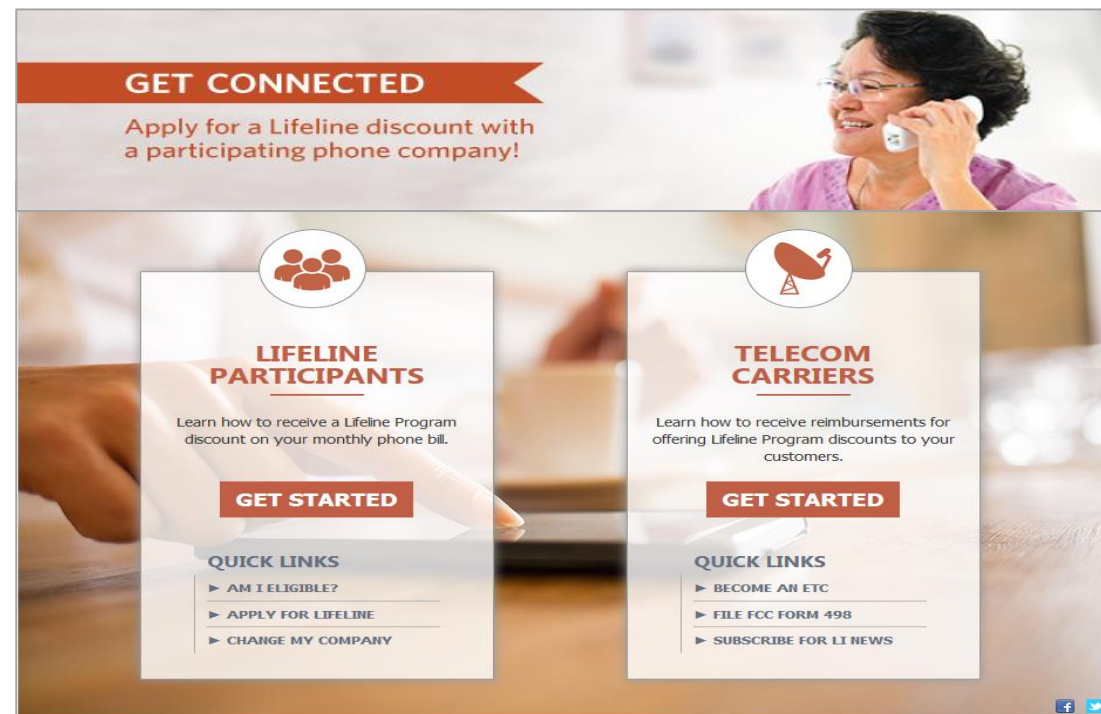 GET CONNECTED
Apply for a Lifeline discount with
a participating phone company!
LIFELINE
PARTICIPANTS
Learn how to receive a Lifeline Program
discount on your monthly phone bill.
GET STARTED
QUICK LINKS
► AM I ELIGIBLE?
► APPLY FOR LIFELINE
► CHANGE MY COMPANY
TELECOM
CARRIERS
Learn how to receive reimbursements for
offering Lifeline Program discounts to your
customers.
GET STARTED
QUICK LINKS
► BECOME AN ETC
► FILE FCC FORM 498
► SUBSCRIBE FOR LI NEWS